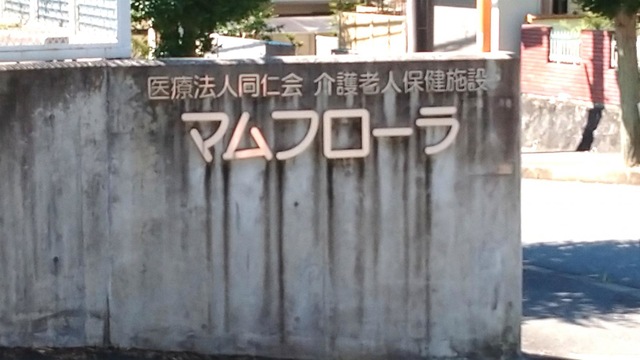 医療法人同仁会 介護老人保健施設
マムフローラ